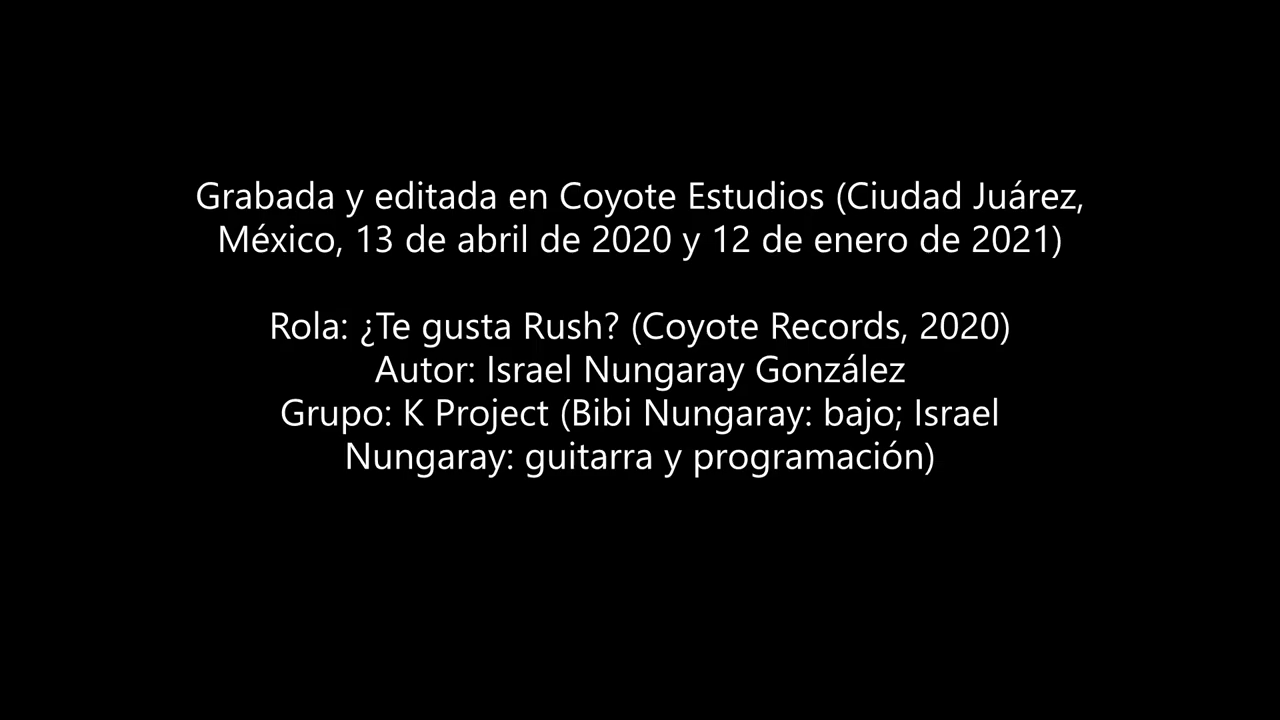 Grabada y editada en Coyote Estudios (Ciudad Juárez,
México, 13 de abril de 2020 y 12 de enero de 2021)
Rola: ¿Te gusta Rush? (Coyote Records, 2020)
Autor: Israel Nungaray González
Grupo: K Project (Bibi Nungaray: bajo; Israel
Nungaray: guitarra y programación)